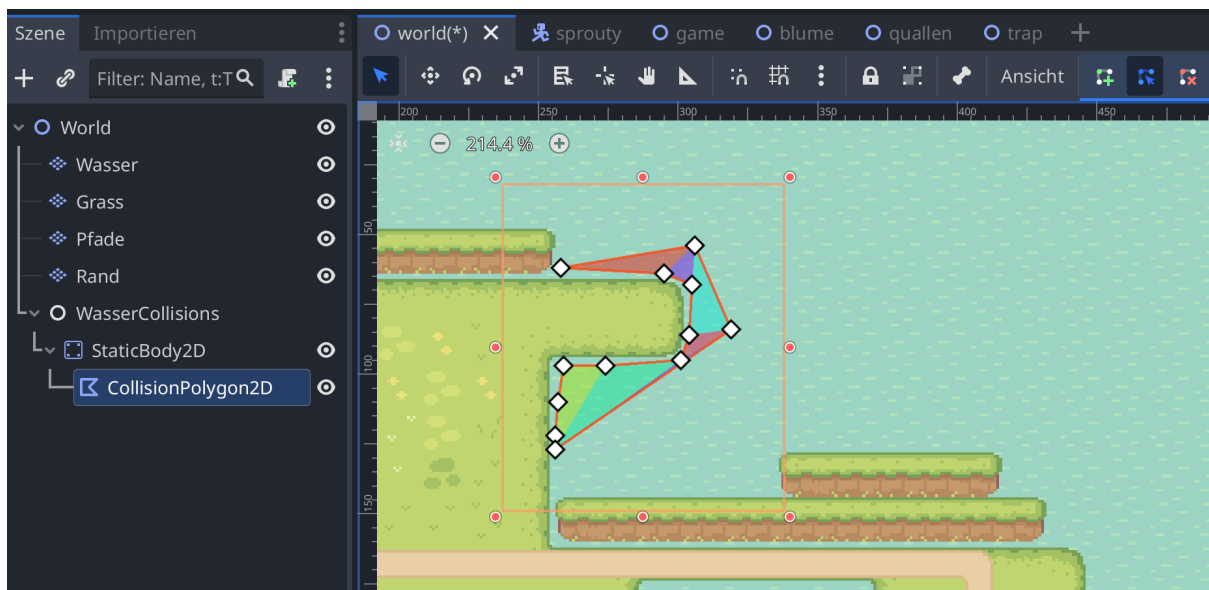 Szene Importieren
world(*) sprouty game blume quallen trap
Filter: Name, t:T
Ansicht
200 250 300 350 400 450
214.4 %
World
Wasser
Grass
Pfade
Rand
WasserCollisions
StaticBody2D
CollisionPolygon2D
50
100
150